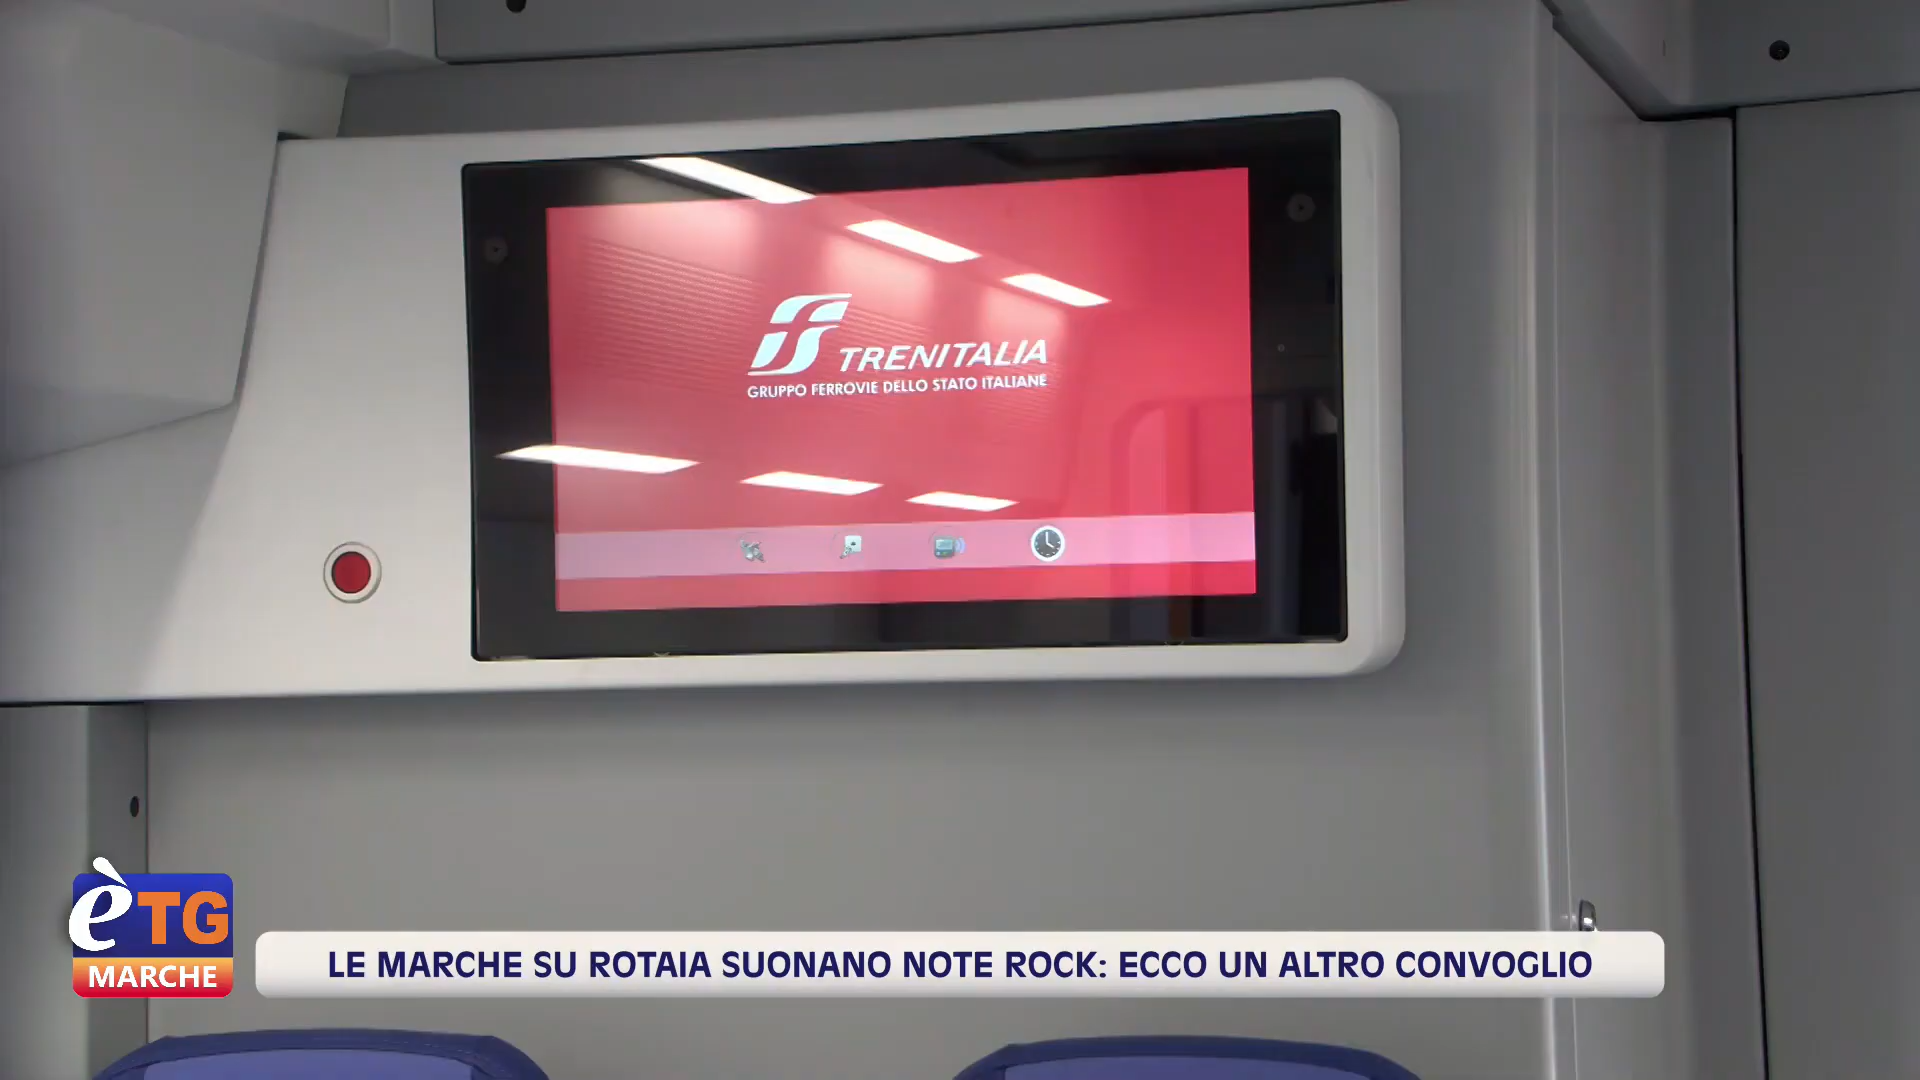 TRENITALIA
GRUPPO FERROVIE DELLO STATO ITALIANE
èTG
MARCHE
LE MARCHE SU ROTAIA SUONANO NOTE ROCK: ECCO UN ALTRO CONVOGLIO